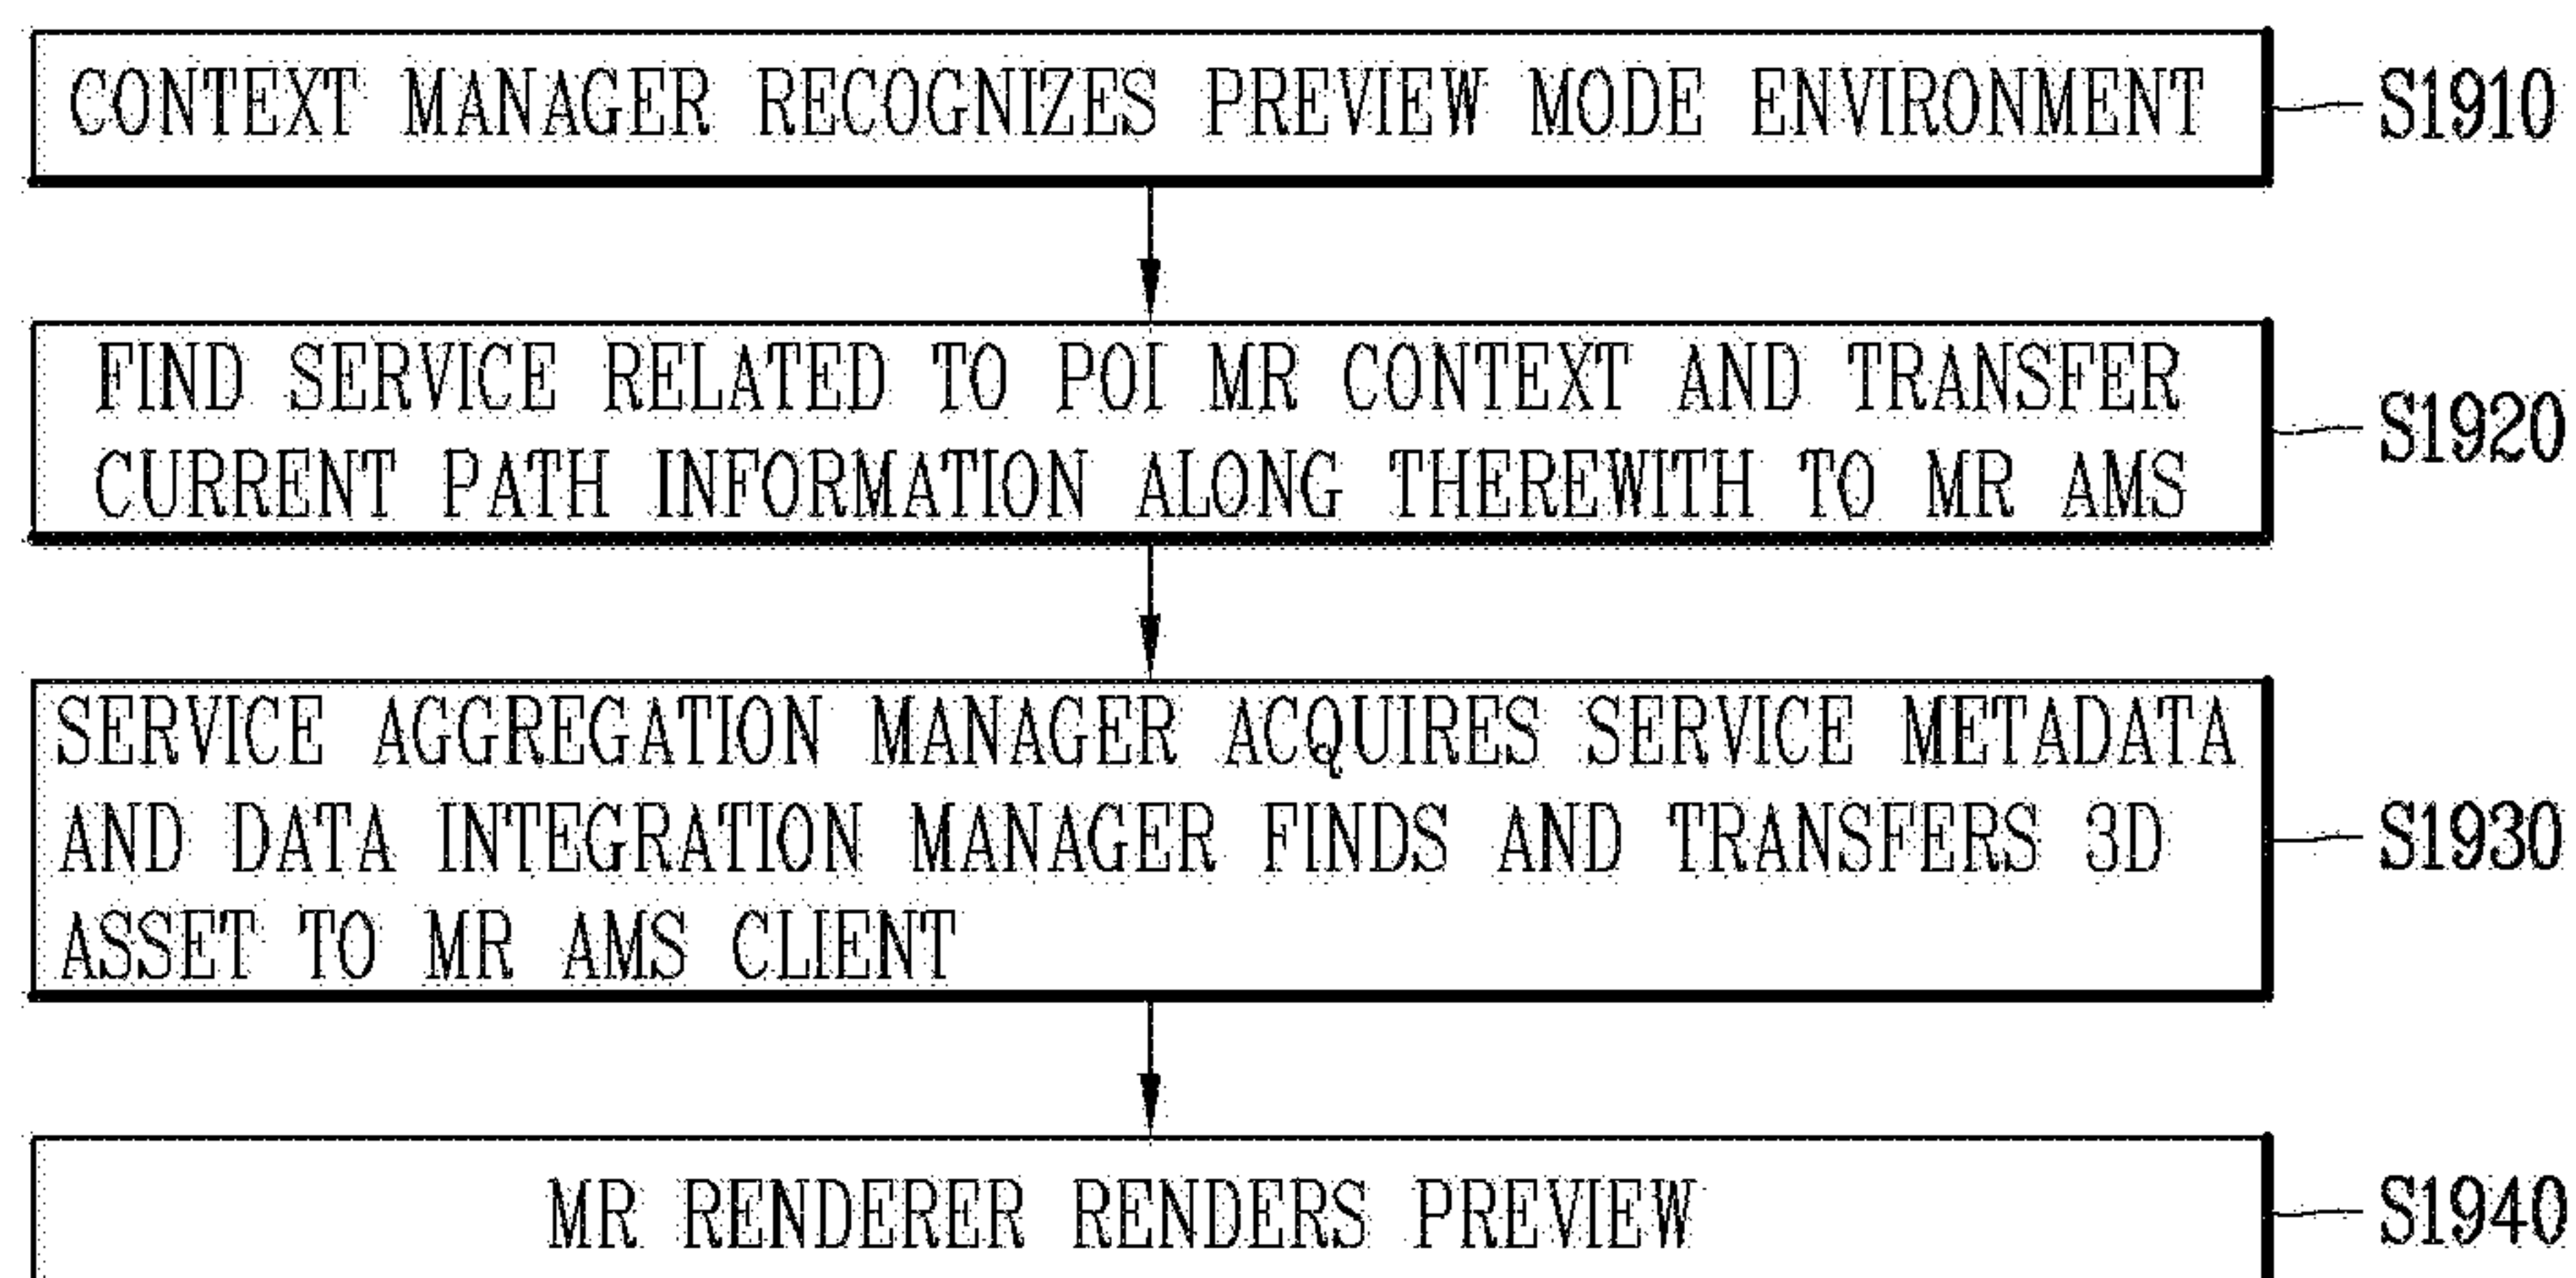 CONTEXT MANAGER RECOGNIZES PREVIEW MODE ENVIRONMENT
S1910
FIND SERVICE RELATED TO POI MR CONTEXT AND TRANSFER
CURRENT PATH INFORMATION ALONG THEREWITH TO MR AMS
S1920
SERVICE AGGREGATION MANAGER ACQUIRES SERVICE METADATA
AND DATA INTEGRATION MANAGER FINDS AND TRANSFERS 3D
ASSET TO MR AMS CLIENT
S1930
MR RENDERER RENDERS PREVIEW
S1940